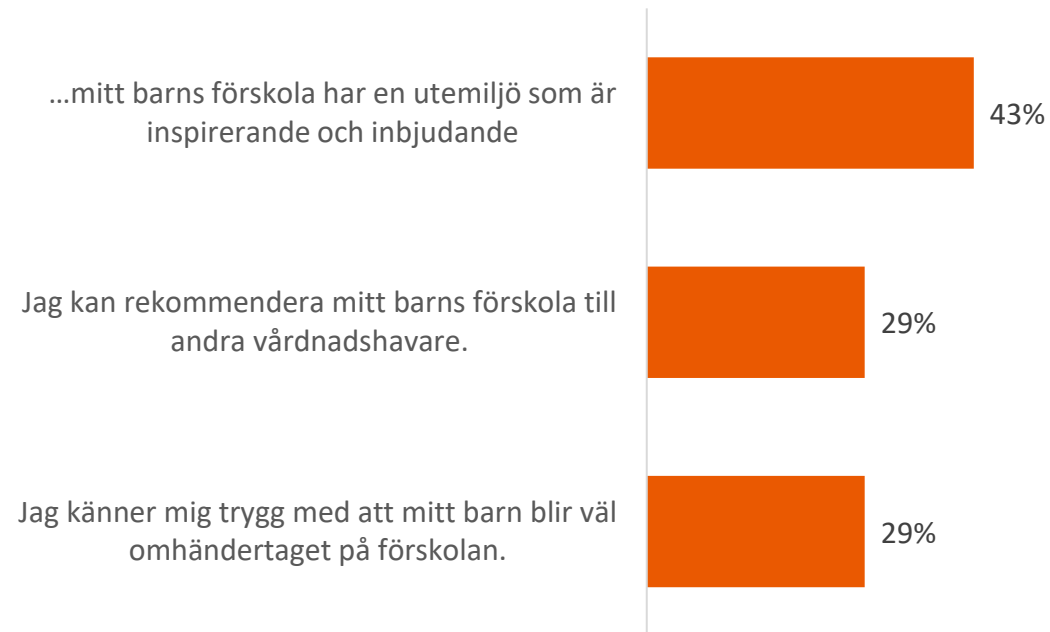 …mitt barns förskola har en utemiljö som är
inspirerande och inbjudande
43%
Jag kan rekommendera mitt barns förskola till
andra vårdnadshavare.
29%
Jag känner mig trygg med att mitt barn blir väl
omhändertaget på förskolan.
29%